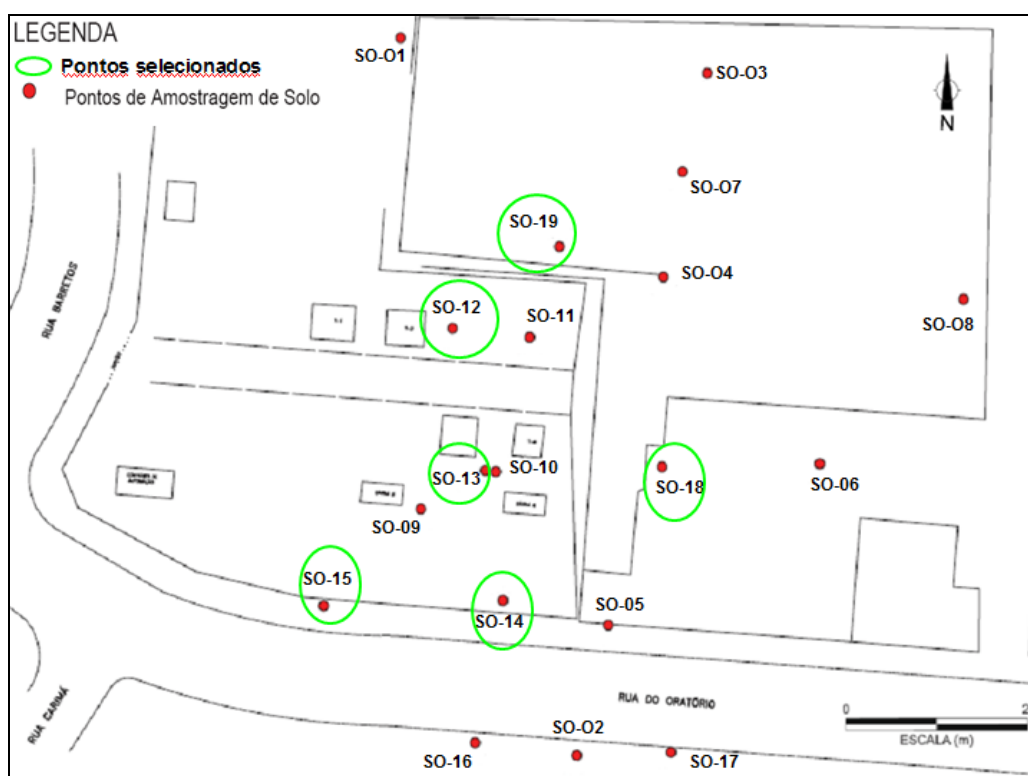 LEGENDA
Pontos selecionados
Pontos de Amostragem de Solo
SO-O1
SO-O3
N
SO-O7
SO-19
SO-O4
SO-O8
RUA BARRETOS
SO-12
SO-11
SO-13
SO-10
SO-18
SO-06
SO-09
SO-15
SO-14
SO-05
RUA DO ORATÓRIO
RUA CARIMÃ
0
2
ESCALA (m)
SO-O2
SO-16
SO-17